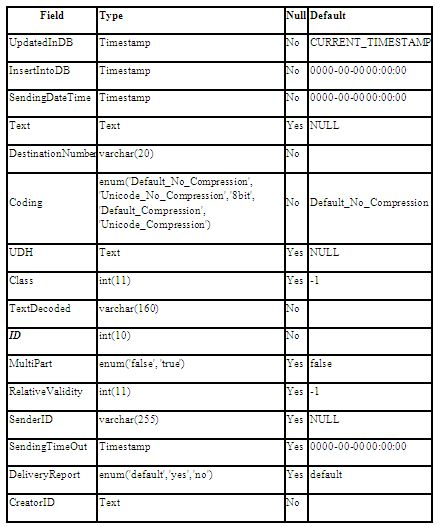 Field Type Null Default
UpdatedInDB Timestamp No CURRENT_TIMESTAMP
InsertIntoDB Timestamp No 0000-00-0000:00:00
SendingDateTime Timestamp No 0000-00-0000:00:00
Text Text Yes NULL
DestinationNumber varchar(20) No
Coding enum('Default_No_Compression', 'Unicode_No_Compression','8bit', 'Default_Compression', 'Unicode_Compression') No Default_No_Compression
UDH Text Yes NULL
Class int(11) Yes -1
TextDecoded varchar(160) No
ID int(10) No
MultiPart enum('false', 'true') Yes false
RelativeValidity int(11) Yes -1
SenderID varchar(255) Yes NULL
SendingTimeOut Timestamp Yes 0000-00-0000:00:00
DeliveryReport enum('default','yes','no') Yes default
CreatorID Text No